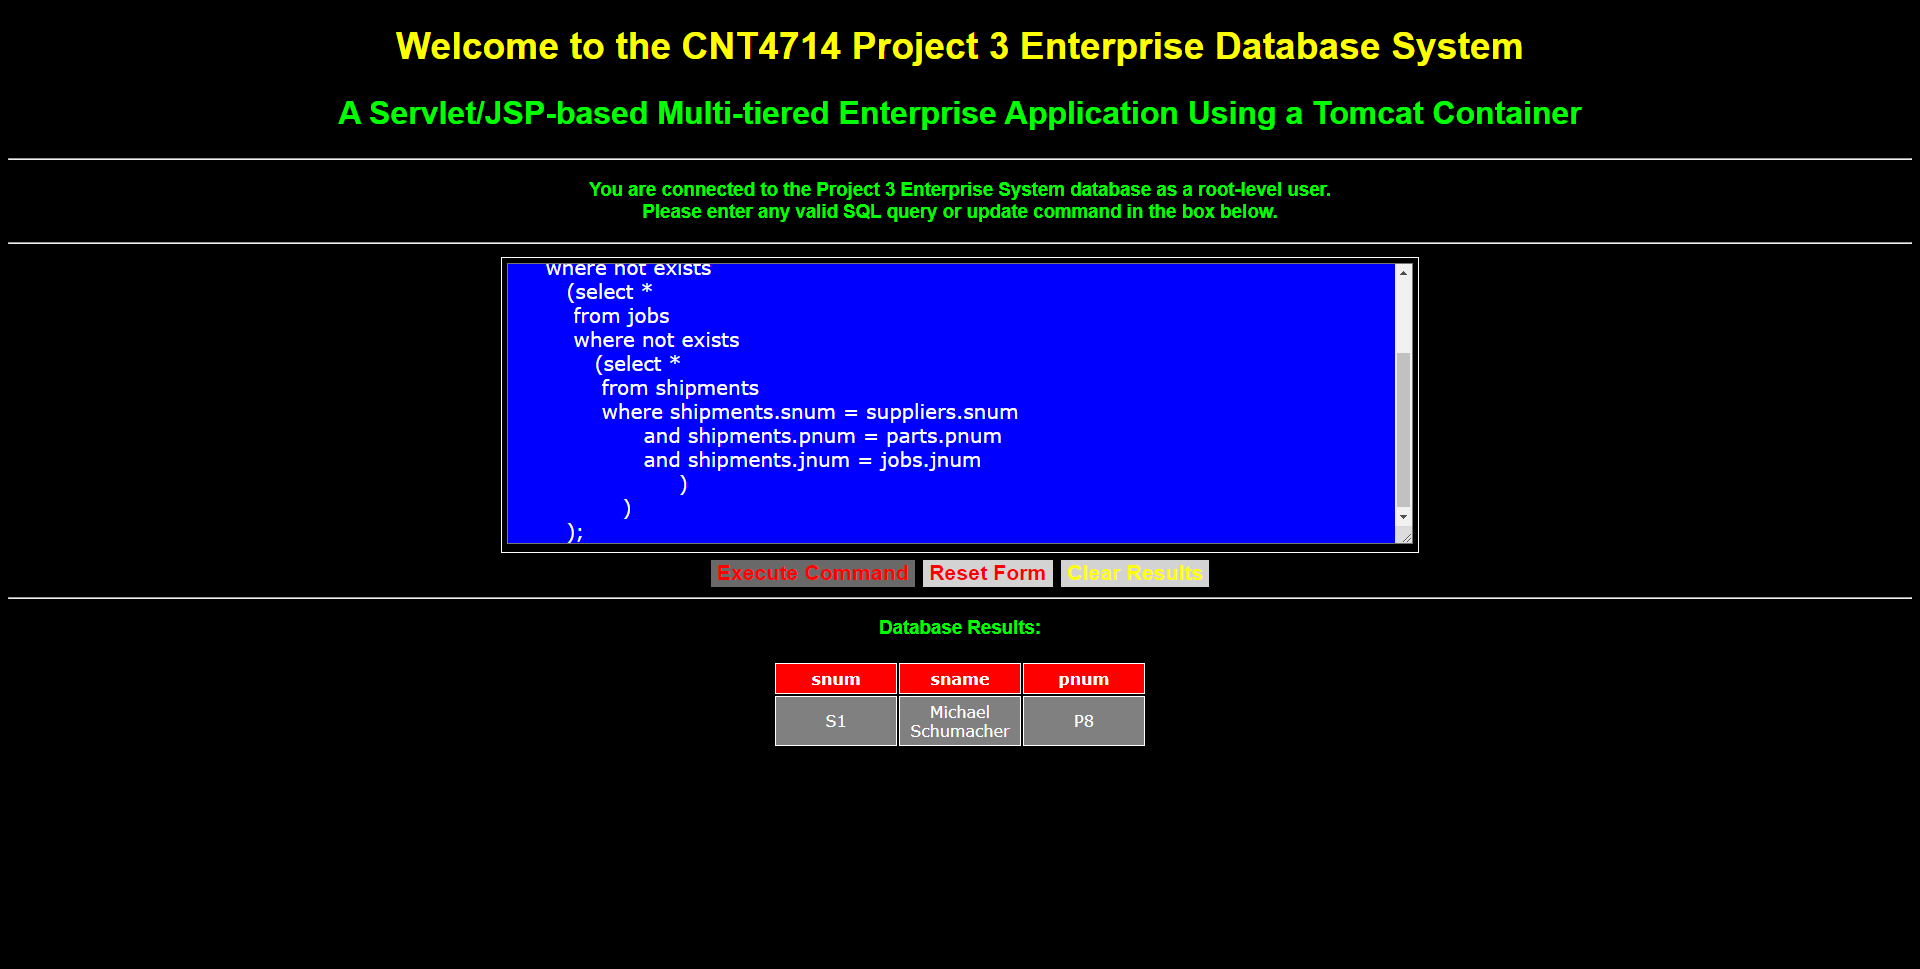 Welcome to the CNT4714 Project 3 Enterprise Database System
A Servlet/JSP-based Multi-tiered Enterprise Application Using a Tomcat Container
You are connected to the Project 3 Enterprise System database as a root-level user.
Please enter any valid SQL query or update command in the box below.
where not exists
(select *
from jobs
where not exists
(select *
from shipments
where shipments.snum = suppliers.snum
and shipments.pnum = parts.pnum
and shipments.jnum = jobs.jnum
)
)
);
Execute Command Reset Form Clear Results
Database Results:
snum sname pnum
S1 Michael Schumacher P8